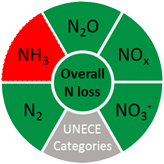 N₂O
NH₃
NOₓ
Overall
N loss
N₂
NO₃⁻
UNECE
Categories